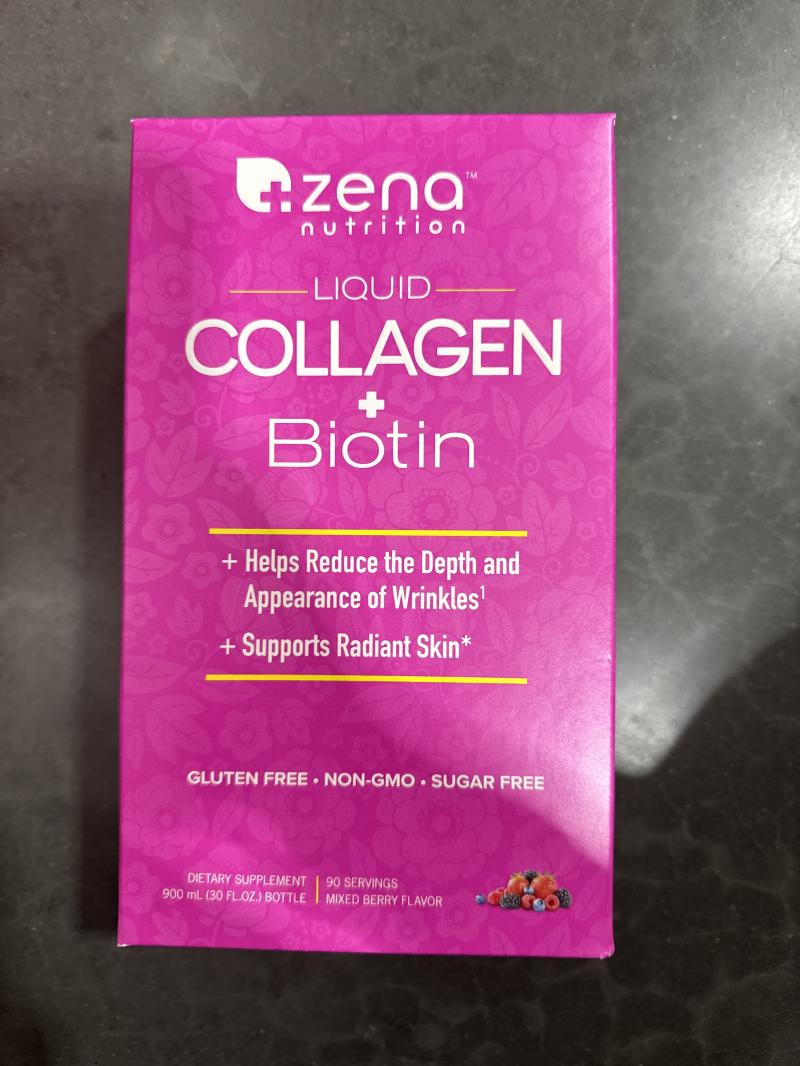 zena™
nutrition
LIQUID
COLLAGEN
+
Biotin
+ Helps Reduce the Depth and
Appearance of Wrinkles¹
+ Supports Radiant Skin*
GLUTEN FREE • NON-GMO • SUGAR FREE
DIETARY SUPPLEMENT | 90 SERVINGS
900 mL (30 FL.OZ.) BOTTLE | MIXED BERRY FLAVOR